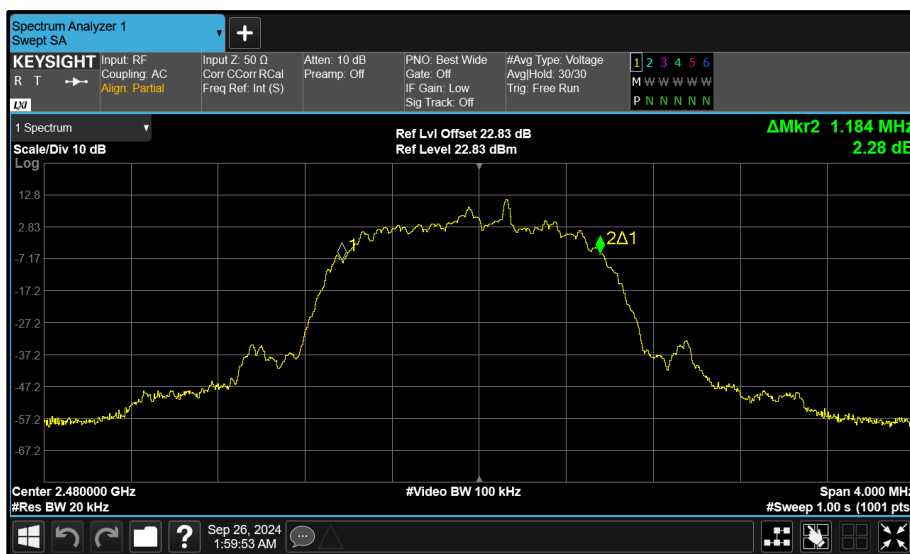 Spectrum Analyzer 1
Swept SA
KEYSIGHT
R T
LXI
Input: RF
Coupling: AC
Align: Partial
Input Z: 50 Ω
Corr CCorr RCal
Freq Ref: Int (S)
Atten: 10 dB
Preamp: Off
PNO: Best Wide
Gate: Off
IF Gain: Low
Sig Track: Off
#Avg Type: Voltage
Avg|Hold: 30/30
Trig: Free Run
1 2 3 4 5 6
M W W W W W
P N N N N N
1 Spectrum
Scale/Div 10 dB
Ref Lvl Offset 22.83 dB
Ref Level 22.83 dBm
ΔMkr2 1.184 MHz
2.28 dB
Log
12.8
2.83
-7.17
-17.2
-27.2
-37.2
-47.2
-57.2
-67.2
1
2Δ1
Center 2.480000 GHz
#Res BW 20 kHz
#Video BW 100 kHz
Span 4.000 MHz
#Sweep 1.00 s (1001 pts
?
Sep 26, 2024
1:59:53 AM